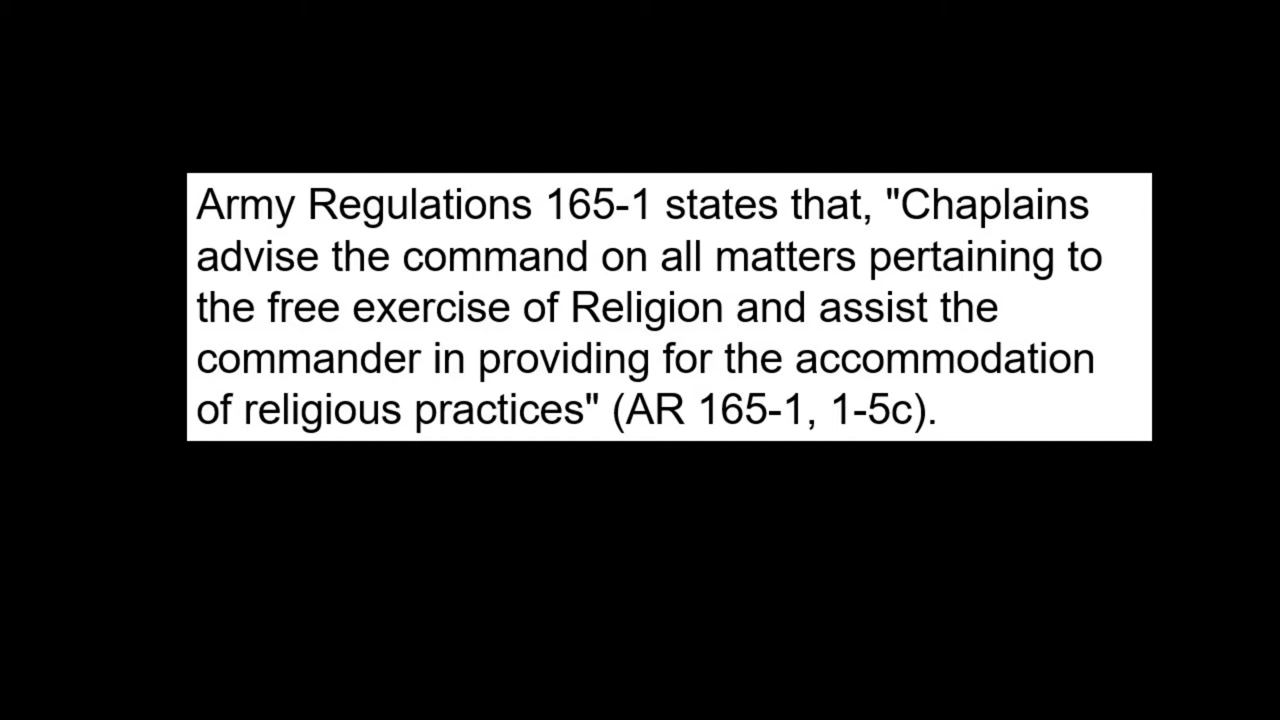 Army Regulations 165-1 states that, "Chaplains
advise the command on all matters pertaining to
the free exercise of Religion and assist the
commander in providing for the accommodation
of religious practices" (AR 165-1, 1-5c).